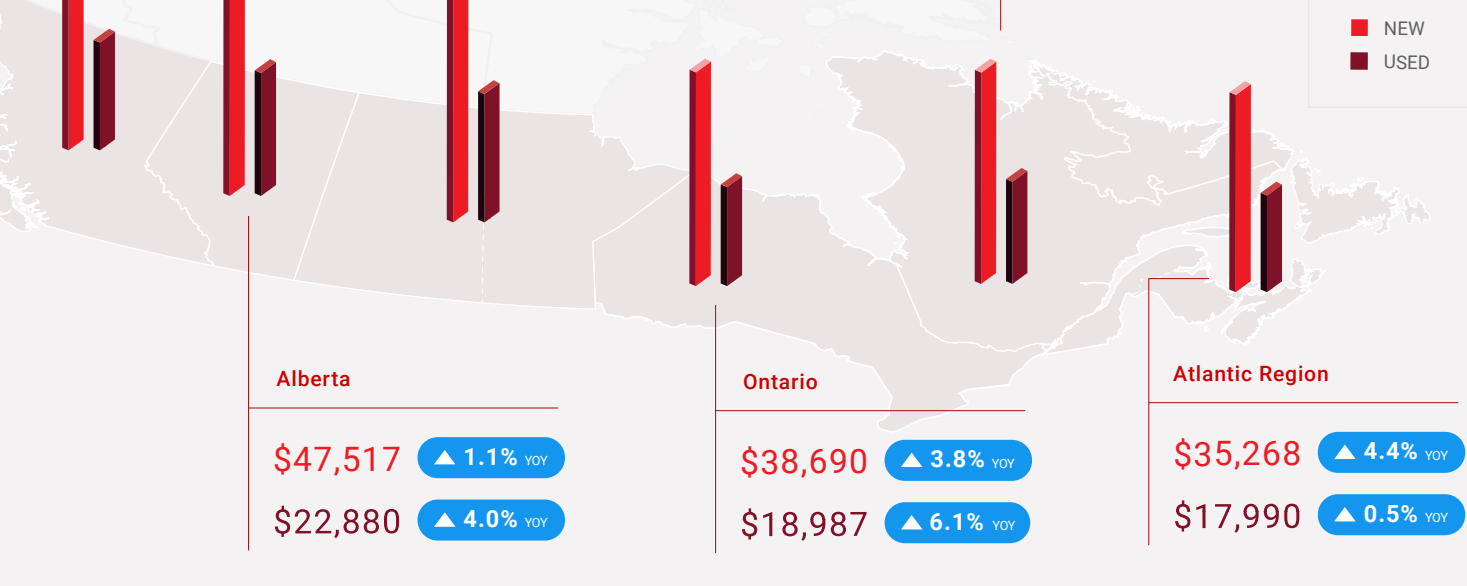 NEW
USED
Alberta
$47,517 ▲ 1.1% YOY
$22,880 ▲ 4.0% YOY
Ontario
$38,690 ▲ 3.8% YOY
$18,987 ▲ 6.1% YOY
Atlantic Region
$35,268 ▲ 4.4% YOY
$17,990 ▲ 0.5% YOY